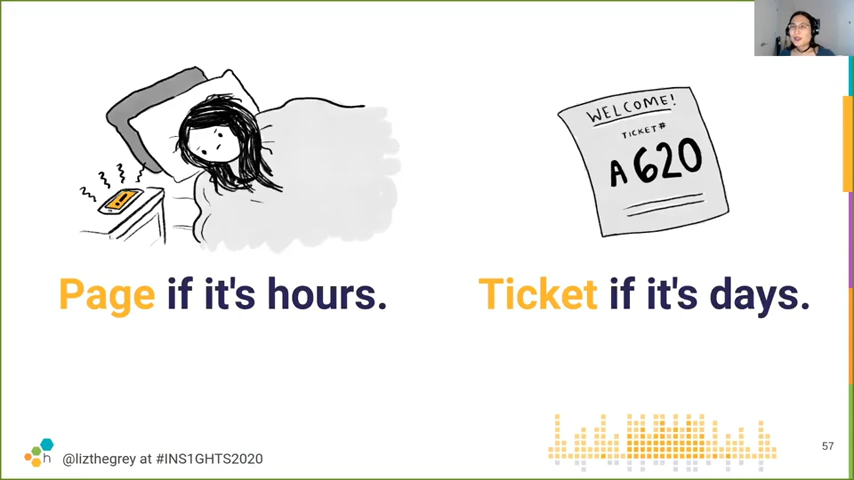 WELCOME!
TICKET#
A620
Page if it's hours.
Ticket if it's days.
h
@lizthegrey at #INS1GHTS2020
57